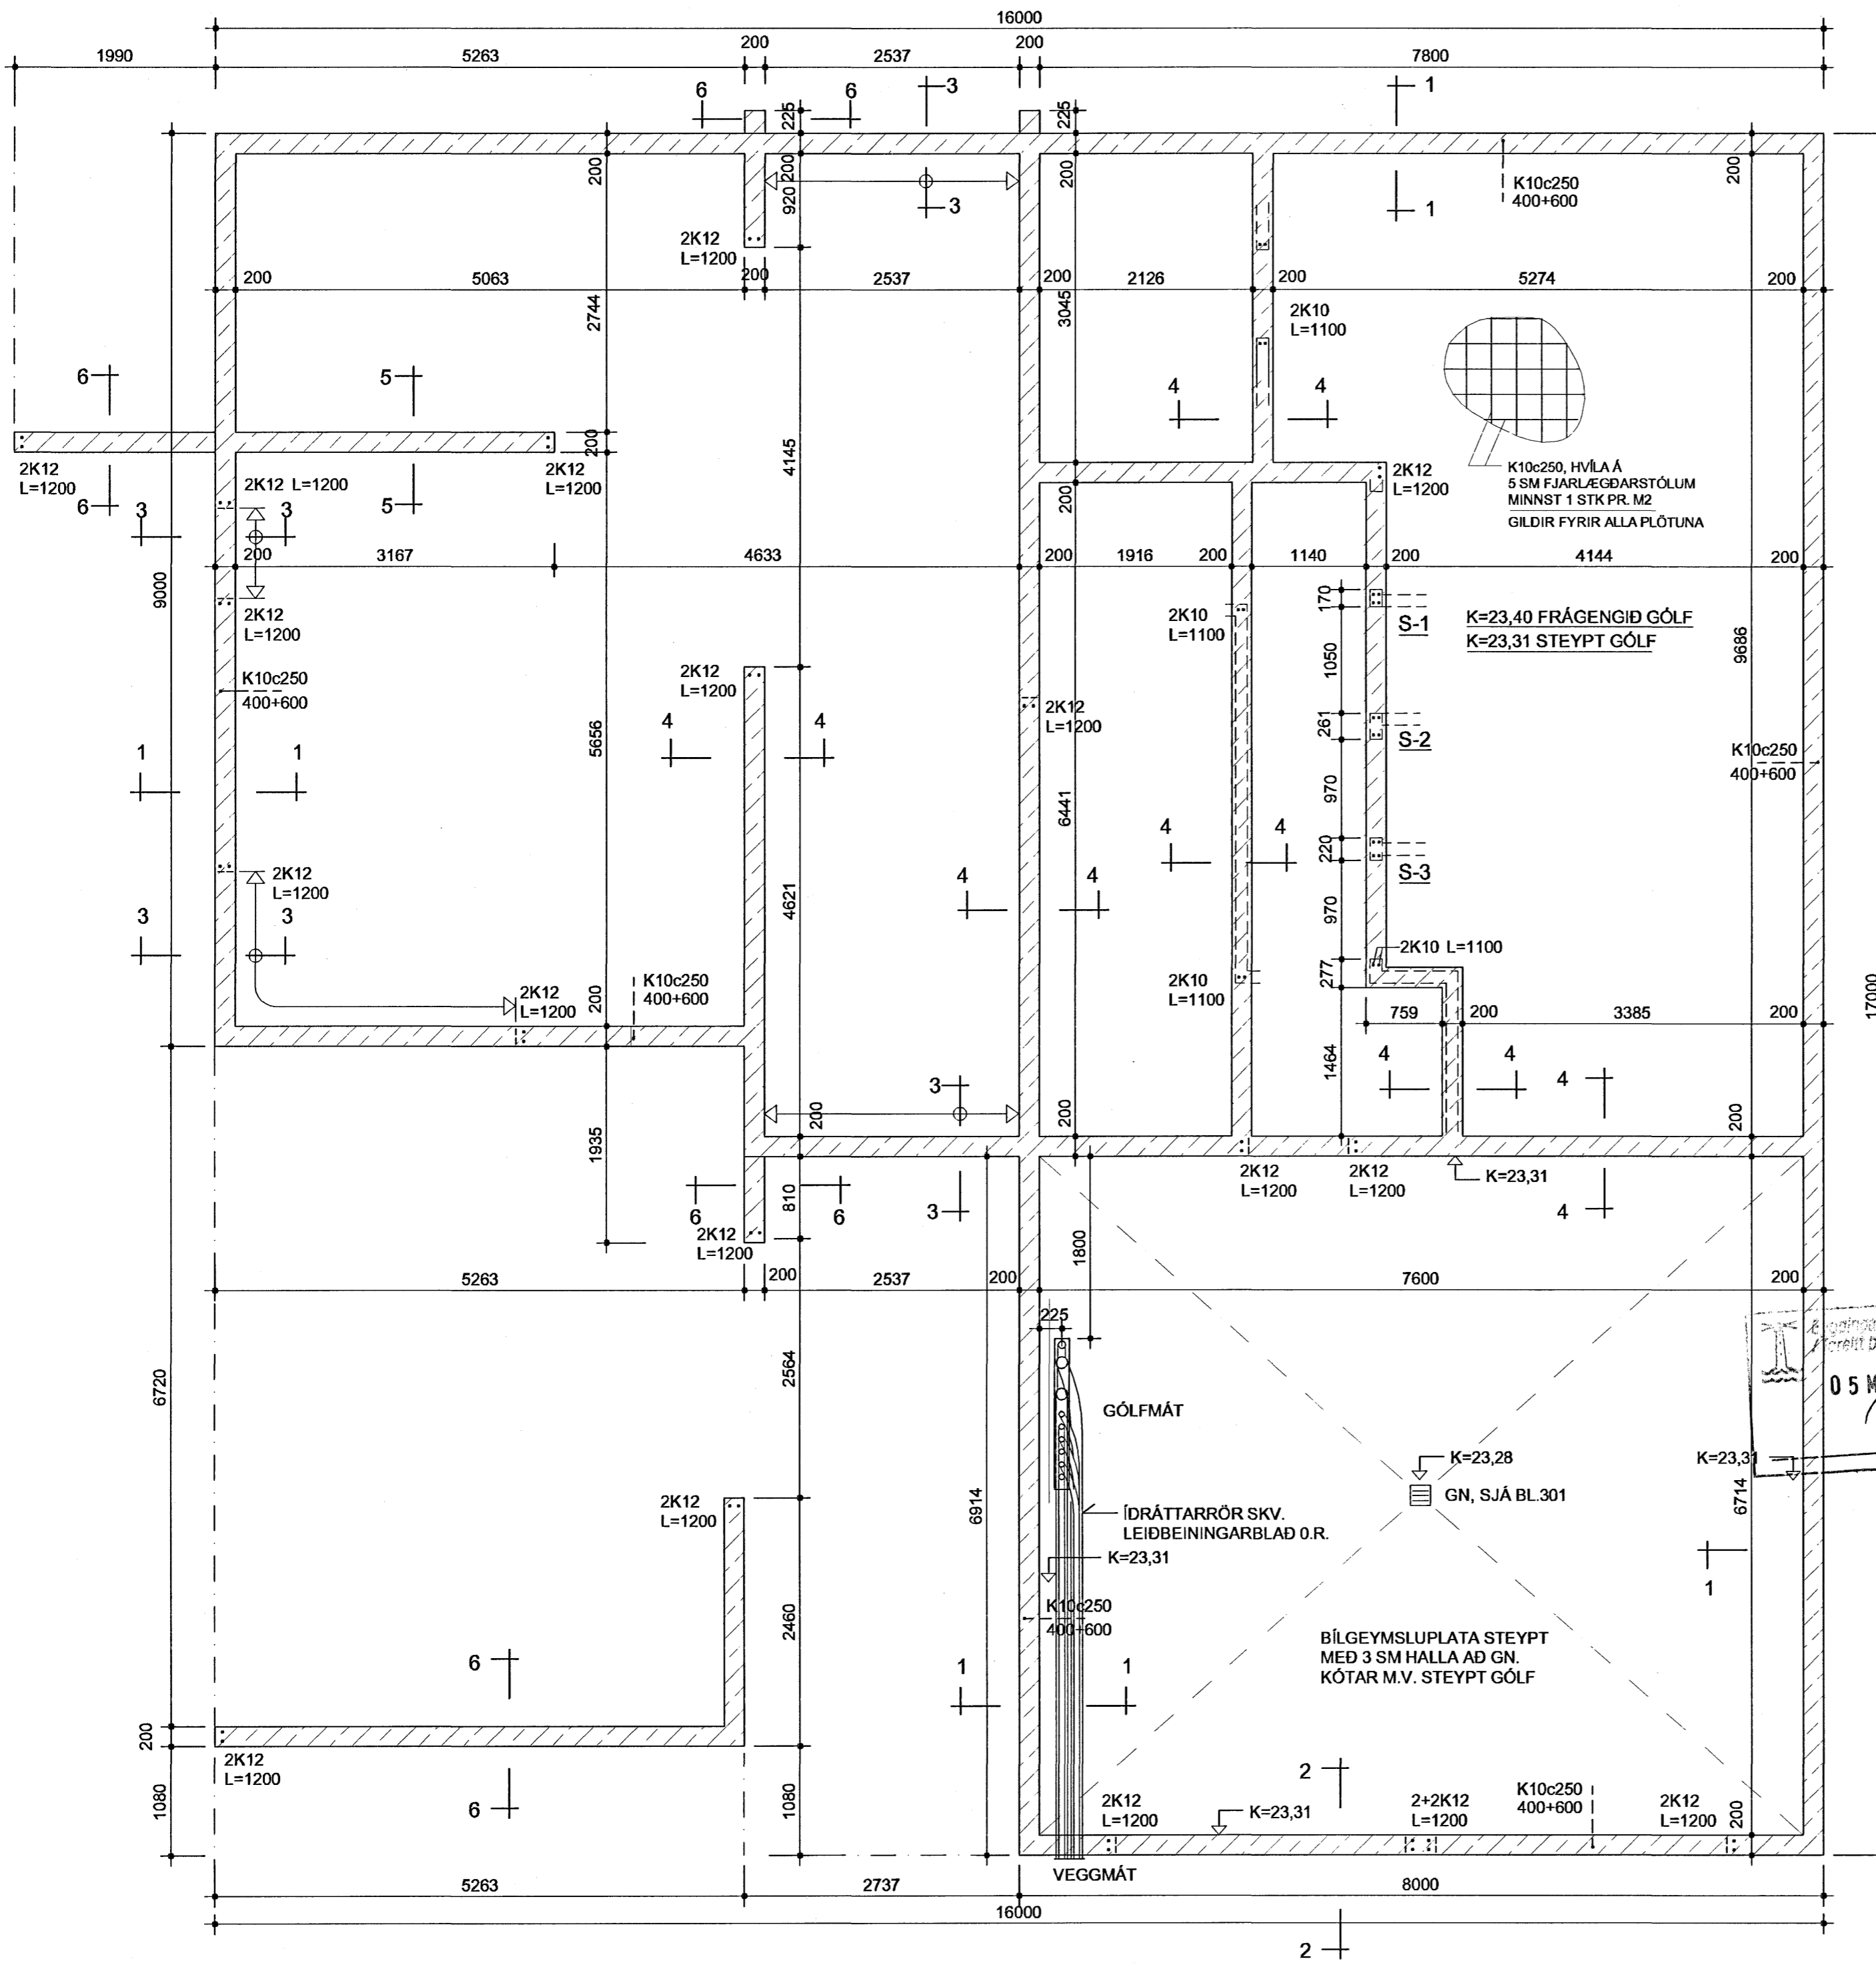 16000
1990
5263
200
2537
200
7800
6
6
3
1
225
225
200
200
920
200
200
3
1
K10c250
400+600
2K12
L=1200
200
5063
200
2537
200
2126
200
5274
200
2744
3045
2K10
L=1100
6
5
4
4
200
4145
2K12
L=1200
2K12 L=1200
2K12
L=1200
2K12
L=1200
K10c250, HVÍLA Á
5 SM FJARLÆGÐARSTÓLUM
MINNST 1 STK PR. M2
GILDIR FYRIR ALLA PLÖTUNA
6
5
3
3
200
200
3167
4633
200
1916
200
1140
200
4144
200
9000
170
2K12
L=1200
2K10
L=1100
S-1
K=23,40 FRÁGENGIÐ GÓLF
K=23,31 STEYPT GÓLF
1050
9686
K10c250
400+600
2K12
L=1200
2K12
L=1200
261
S-2
4
4
5656
1
1
K10c250
400+600
970
6441
220
S-3
4
4
2K12
L=1200
4
4
4621
3
3
970
2K10 L=1100
277
2K12
L=1200
K10c250
400+600
200
2K10
L=1100
17000
759
200
3385
200
1464
4
4
4
3
200
200
200
1935
2K12
L=1200
2K12
L=1200
K=23,31
6
6
810
3
4
2K12
L=1200
1800
5263
200
2537
200
7600
200
225
2564
6720
05
GÓLFMÁT
K=23,28
K=23,31
GN, SJÁ BL.301
6714
2K12
L=1200
6914
ÍDRÁTTARRÖR SKV.
LEIÐBEININGARBLAÐ O.R.
K=23,31
1
K10c250
400+600
2460
BÍLGEYMSLUPLATA STEYPT
MEÐ 3 SM HALLA AÐ GN.
KÓTAR M.V. STEYPT GÓLF
6
1
1
200
2K12
L=1200
2
1080
6
1080
2K12
L=1200
K=23,31
2+2K12
L=1200
K10c250
400+600
2K12
L=1200
200
VEGGMÁT
5263
2737
8000
16000
2